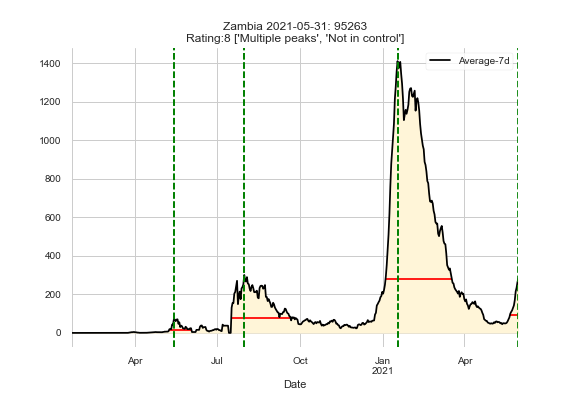 Zambia 2021-05-31: 95263
Rating:8 ['Multiple peaks', 'Not in control']
Average-7d
1400
1200
1000
800
600
400
200
0
Apr
Jul
Oct
Jan
2021
Apr
Date